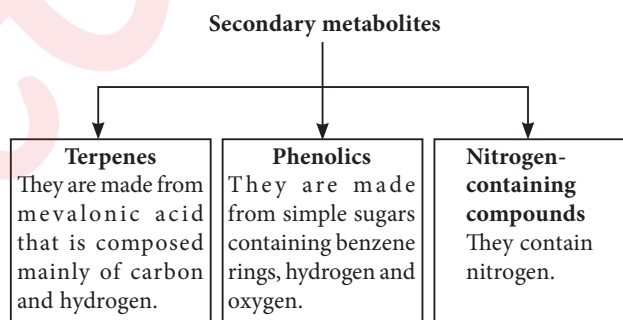 Secondary metabolites
Terpenes
They are made from
mevalonic acid
that is composed
mainly of carbon
and hydrogen.
Phenolics
They are made
from simple sugars
containing benzene
rings, hydrogen and
oxygen.
Nitrogen-
containing
compounds
They contain
nitrogen.